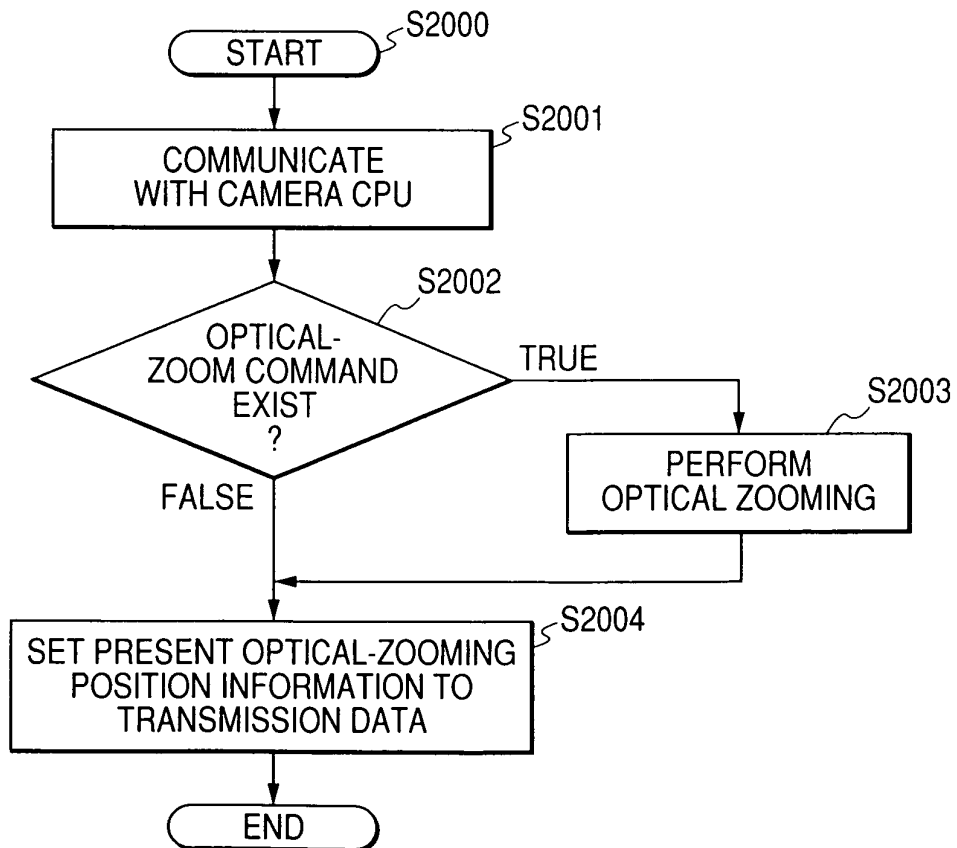 START
S2000
S2001
COMMUNICATE
WITH CAMERA CPU
S2002
OPTICAL-
ZOOM COMMAND
EXIST
?
TRUE
S2003
PERFORM
OPTICAL ZOOMING
FALSE
S2004
SET PRESENT OPTICAL-ZOOMING
POSITION INFORMATION TO
TRANSMISSION DATA
END